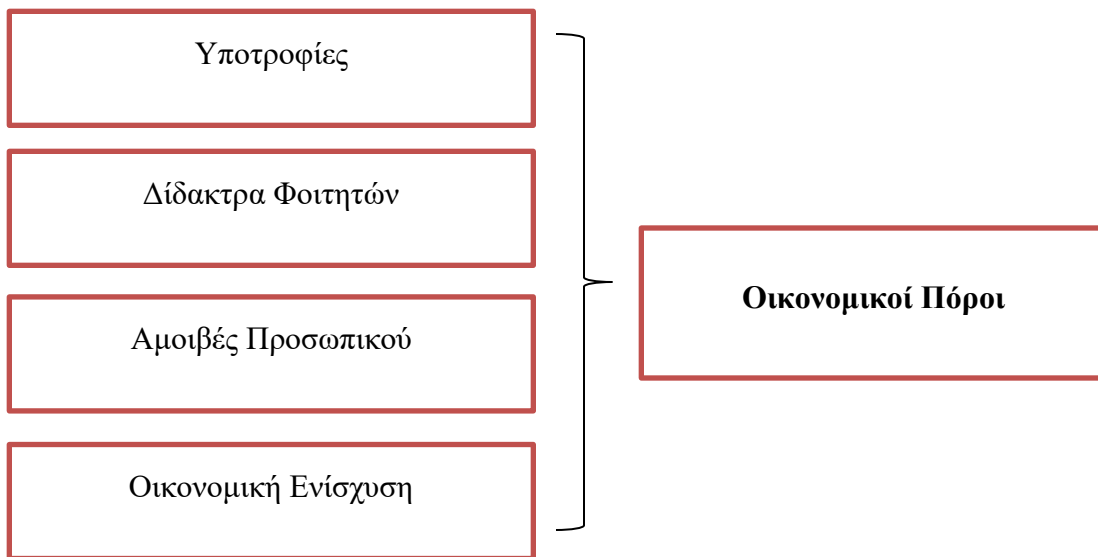 Υποτροφίες
Δίδακτρα Φοιτητών
Αμοιβές Προσωπικού
Οικονομική Ενίσχυση
Οικονομικοί Πόροι